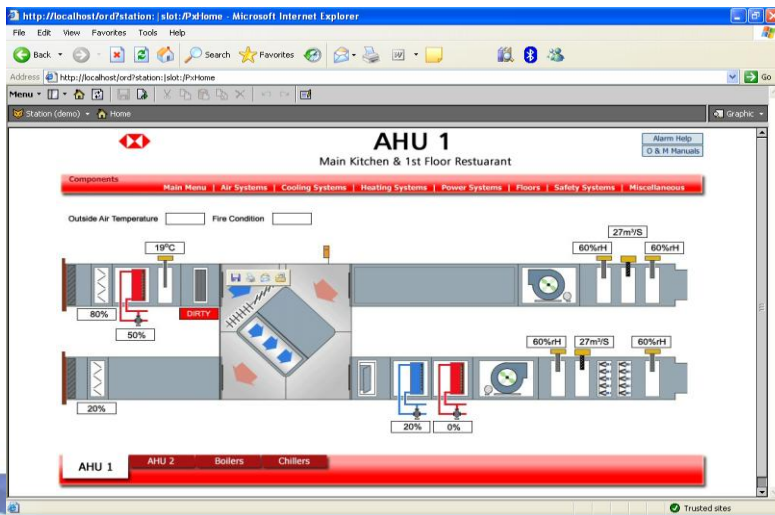 http://localhost/ord?station:|slot:/PxHome - Microsoft Internet Explorer
File Edit View Favorites Tools Help
Back Search Favorites
Address http://localhost/ord?station:|slot:/PxHome Go
Menu
Station (demo) Home Graphic
AHU 1
Main Kitchen & 1st Floor Restuarant
Alarm Help
O & M Manuals
Components
Main Menu | Air Systems | Cooling Systems | Heating Systems | Power Systems | Floors | Safety Systems | Miscellaneous
Outside Air Temperature Fire Condition
27m³/S
19°C 60%rH 60%rH
80% DIRTY
50%
60%rH 27m³/S 60%rH
20%
20% 0%
AHU 1 AHU 2 Boilers Chillers
Trusted sites